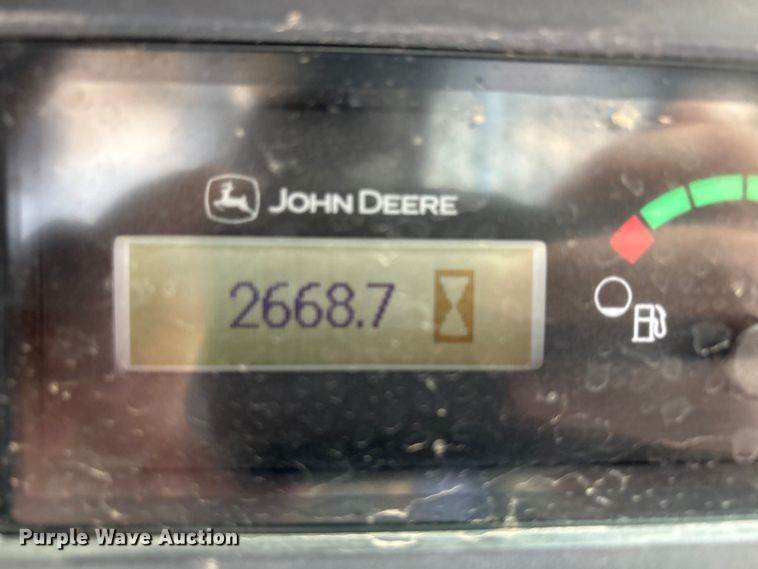 JOHN DEERE
2668.7
Purple Wave Auction